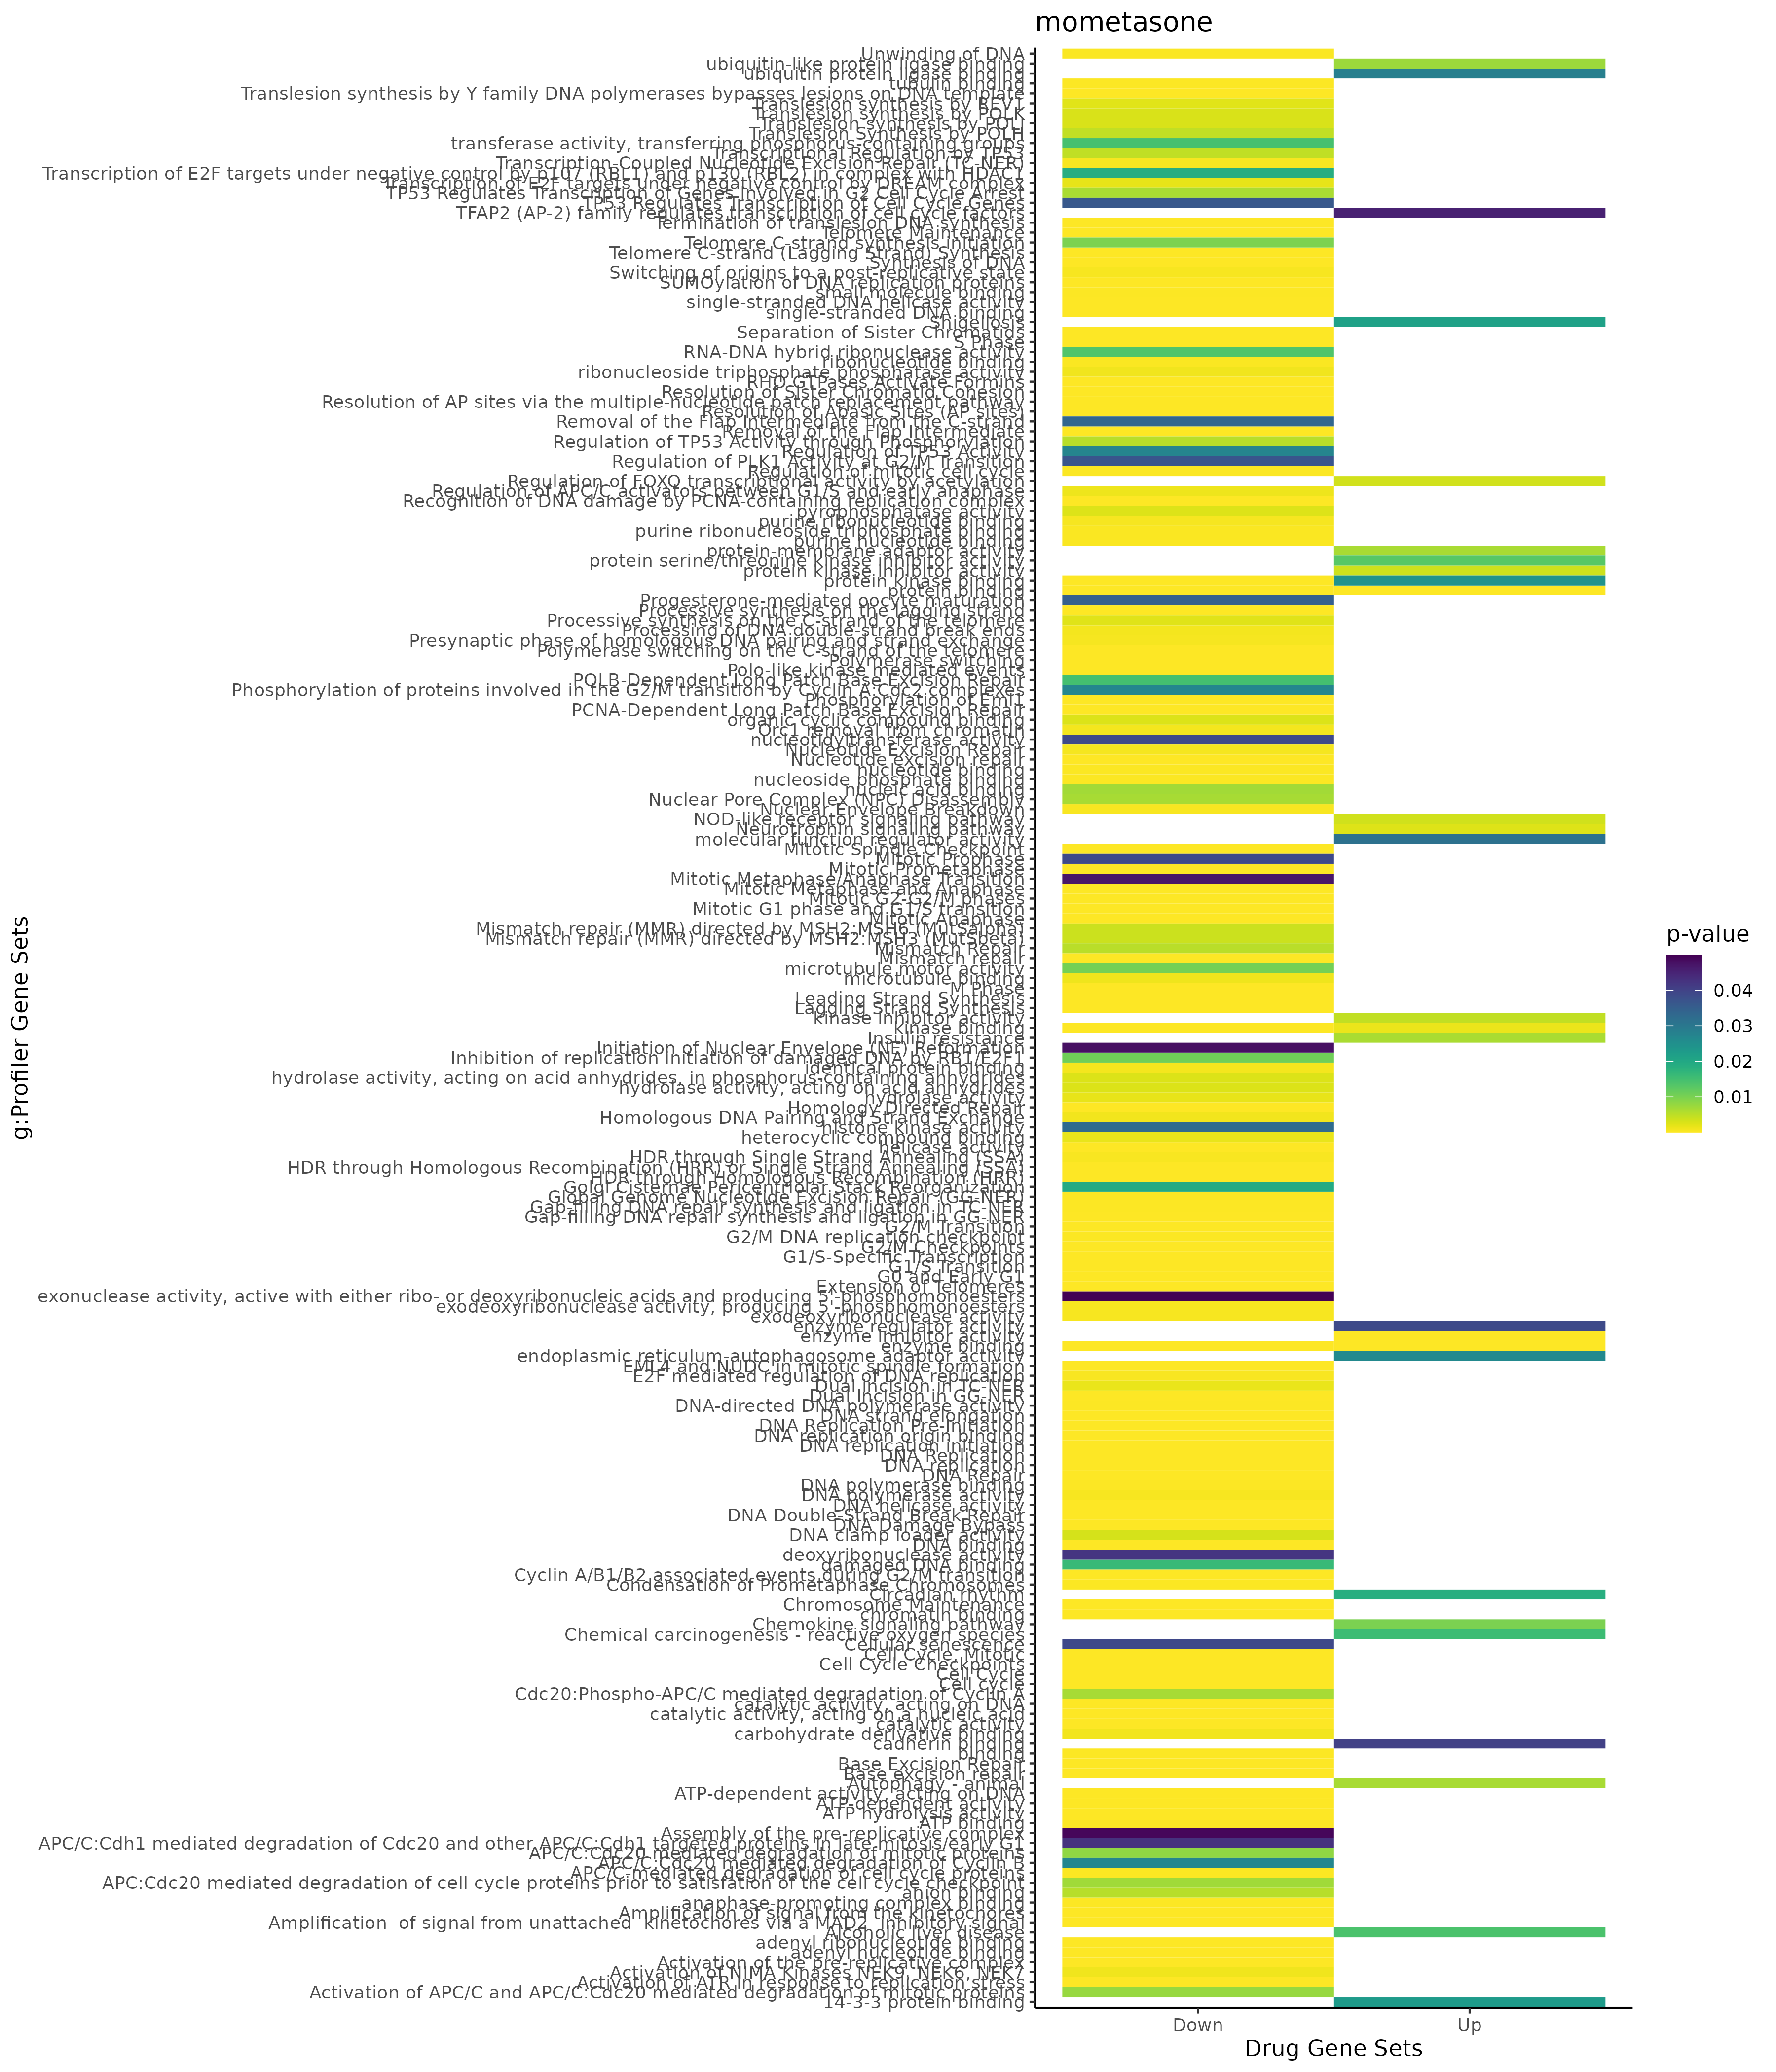 mometasone
Unwinding of DNA
ubiquitin-like protein ligase binding
ubiquitin protein ligase binding
tubulin binding
Translesion synthesis by Y family DNA polymerases bypasses lesions on DNA template
Translesion synthesis by REV1
Translesion synthesis by POLK
Translesion synthesis by POLI
Translesion Synthesis by POLH
transferase activity, transferring phosphorus-containing groups
Transcriptional Regulation by TP53
Transcription-Coupled Nucleotide Excision Repair (TC-NER)
Transcription of E2F targets under negative control by p107 (RBL1) and p130 (RBL2) in complex with HDAC1
Transcription of E2F targets under negative control by DREAM complex
TP53 Regulates Transcription of Genes Involved in G2 Cell Cycle Arrest
TP53 Regulates Transcription of Cell Cycle Genes
TFAP2 (AP-2) family regulates transcription of cell cycle factors
Termination of translesion DNA synthesis
Telomere Maintenance
Telomere C-strand synthesis initiation
Telomere C-strand (Lagging Strand) Synthesis
Synthesis of DNA
Switching of origins to a post-replicative state
SUMOylation of DNA replication proteins
small molecule binding
single-stranded DNA helicase activity
single-stranded DNA binding
Shigellosis
Separation of Sister Chromatids
S Phase
RNA-DNA hybrid ribonuclease activity
ribonucleotide binding
ribonucleoside triphosphate phosphatase activity
RHO GTPases Activate Formins
Resolution of Sister Chromatid Cohesion
Resolution of AP sites via the multiple-nucleotide patch replacement pathway
Resolution of Abasic Sites (AP sites)
Removal of the Flap Intermediate from the C-strand
Removal of the Flap Intermediate
Regulation of TP53 Activity through Phosphorylation
Regulation of TP53 Activity
Regulation of PLK1 Activity at G2/M Transition
Regulation of mitotic cell cycle
Regulation of FOXO transcriptional activity by acetylation
Regulation of APC/C activators between G1/S and early anaphase
Recognition of DNA damage by PCNA-containing replication complex
pyrophosphatase activity
purine ribonucleotide binding
purine ribonucleoside triphosphate binding
purine nucleotide binding
protein-membrane adaptor activity
protein serine/threonine kinase inhibitor activity
protein kinase inhibitor activity
protein kinase binding
protein binding
Progesterone-mediated oocyte maturation
Processive synthesis on the lagging strand
Processive synthesis on the C-strand of the telomere
Processing of DNA double-strand break ends
Presynaptic phase of homologous DNA pairing and strand exchange
Polymerase switching on the C-strand of the telomere
Polymerase switching
Polo-like kinase mediated events
POLB-Dependent Long Patch Base Excision Repair
Phosphorylation of proteins involved in the G2/M transition by Cyclin A:Cdc2 complexes
Phosphorylation of Emi1
PCNA-Dependent Long Patch Base Excision Repair
organic cyclic compound binding
Orc1 removal from chromatin
nucleotidyltransferase activity
Nucleotide Excision Repair
Nucleotide excision repair
nucleotide binding
nucleoside phosphate binding
nucleic acid binding
Nuclear Pore Complex (NPC) Disassembly
Nuclear Envelope Breakdown
NOD-like receptor signaling pathway
Neurotrophin signaling pathway
molecular function regulator activity
Mitotic Spindle Checkpoint
Mitotic Prophase
Mitotic Prometaphase
Mitotic Metaphase/Anaphase Transition
Mitotic Metaphase and Anaphase
Mitotic G2-G2/M phases
Mitotic G1 phase and G1/S transition
Mitotic Anaphase
Mismatch repair (MMR) directed by MSH2:MSH6 (MutSalpha)
Mismatch repair (MMR) directed by MSH2:MSH3 (MutSbeta)
Mismatch Repair
Mismatch repair
microtubule motor activity
microtubule binding
M Phase
Leading Strand Synthesis
Lagging Strand Synthesis
kinase inhibitor activity
kinase binding
Insulin resistance
Initiation of Nuclear Envelope (NE) Reformation
Inhibition of replication initiation of damaged DNA by RB1/E2F1
identical protein binding
hydrolase activity, acting on acid anhydrides, in phosphorus-containing anhydrides
hydrolase activity, acting on acid anhydrides
hydrolase activity
Homology Directed Repair
Homologous DNA Pairing and Strand Exchange
histone kinase activity
heterocyclic compound binding
helicase activity
HDR through Single Strand Annealing (SSA)
HDR through Homologous Recombination (HRR) or Single Strand Annealing (SSA)
HDR through Homologous Recombination (HRR)
Golgi Cisternae Pericentriolar Stack Reorganization
Global Genome Nucleotide Excision Repair (GG-NER)
Gap-filling DNA repair synthesis and ligation in TC-NER
Gap-filling DNA repair synthesis and ligation in GG-NER
G2/M Transition
G2/M DNA replication checkpoint
G2/M Checkpoints
G1/S-Specific Transcription
G1/S Transition
G0 and Early G1
Extension of Telomeres
exonuclease activity, active with either ribo- or deoxyribonucleic acids and producing 5'-phosphomonoesters
exodeoxyribonuclease activity, producing 5'-phosphomonoesters
exodeoxyribonuclease activity
enzyme regulator activity
enzyme inhibitor activity
enzyme binding
endoplasmic reticulum-autophagosome adaptor activity
EML4 and NUDC in mitotic spindle formation
E2F mediated regulation of DNA replication
Dual incision in TC-NER
Dual Incision in GG-NER
DNA-directed DNA polymerase activity
DNA strand elongation
DNA Replication Pre-Initiation
DNA replication origin binding
DNA replication initiation
DNA Replication
DNA replication
DNA Repair
DNA polymerase binding
DNA polymerase activity
DNA helicase activity
DNA Double-Strand Break Repair
DNA Damage Bypass
DNA clamp loader activity
DNA binding
deoxyribonuclease activity
damaged DNA binding
Cyclin A/B1/B2 associated events during G2/M transition
Condensation of Prometaphase Chromosomes
Circadian rhythm
Chromosome Maintenance
chromatin binding
Chemokine signaling pathway
Chemical carcinogenesis - reactive oxygen species
Cellular senescence
Cell Cycle, Mitotic
Cell Cycle Checkpoints
Cell Cycle
Cell cycle
Cdc20:Phospho-APC/C mediated degradation of Cyclin A
catalytic activity, acting on DNA
catalytic activity, acting on a nucleic acid
catalytic activity
carbohydrate derivative binding
cadherin binding
binding
Base Excision Repair
Base excision repair
Autophagy - animal
ATP-dependent activity, acting on DNA
ATP-dependent activity
ATP hydrolysis activity
ATP binding
Assembly of the pre-replicative complex
APC/C:Cdh1 mediated degradation of Cdc20 and other APC/C:Cdh1 targeted proteins in late mitosis/early G1
APC/C:Cdc20 mediated degradation of mitotic proteins
APC/C:Cdc20 mediated degradation of Cyclin B
APC/C-mediated degradation of cell cycle proteins
APC:Cdc20 mediated degradation of cell cycle proteins prior to satisfation of the cell cycle checkpoint
anion binding
anaphase-promoting complex binding
Amplification of signal from the kinetochores
Amplification  of signal from unattached  kinetochores via a MAD2  inhibitory signal
Alcoholic liver disease
adenyl ribonucleotide binding
adenyl nucleotide binding
Activation of the pre-replicative complex
Activation of NIMA Kinases NEK9, NEK6, NEK7
Activation of ATR in response to replication stress
Activation of APC/C and APC/C:Cdc20 mediated degradation of mitotic proteins
14-3-3 protein binding
g:Profiler Gene Sets
Down
Up
Drug Gene Sets
p-value
0.04
0.03
0.02
0.01